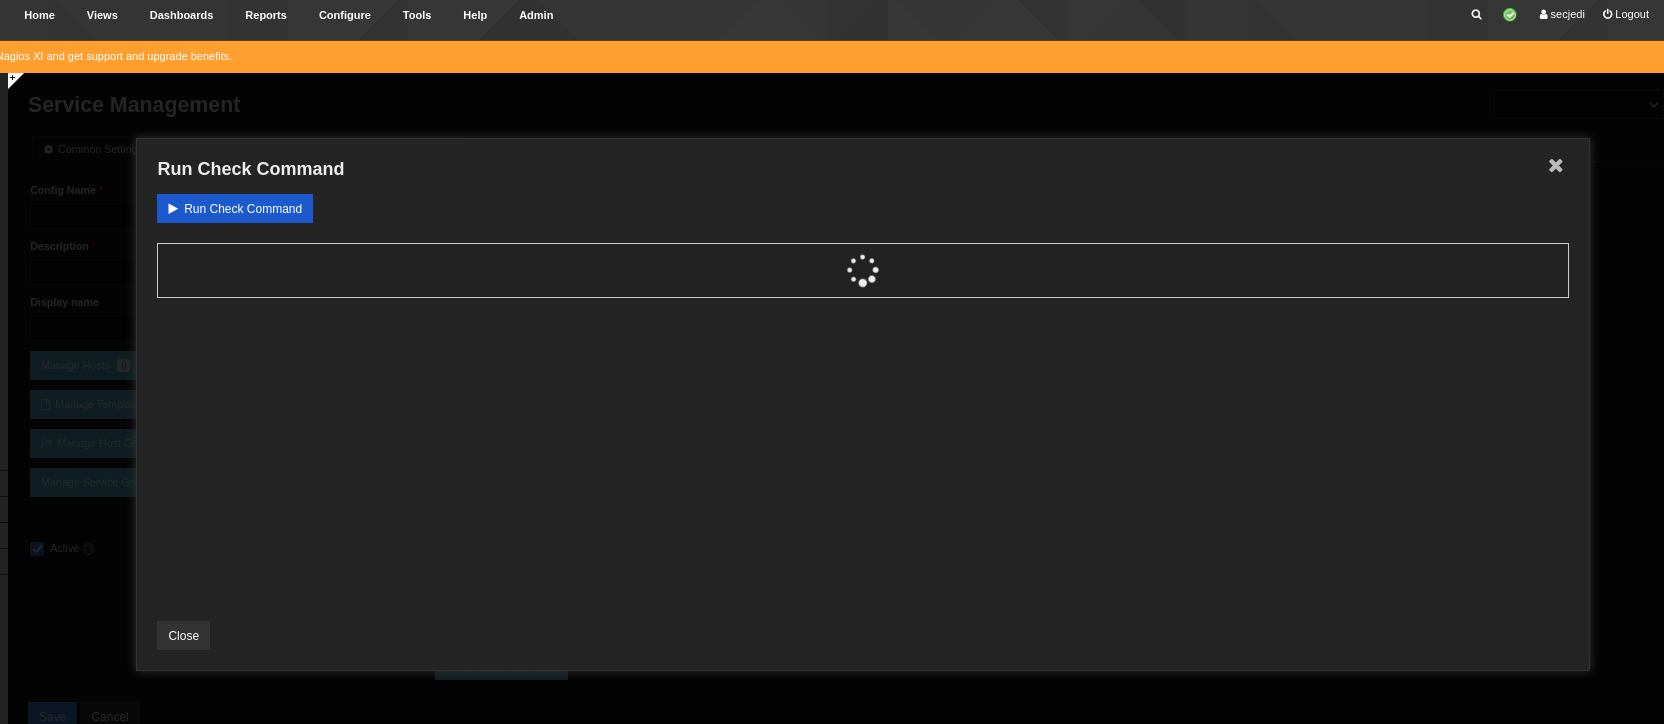 Home Views Dashboards Reports Configure Tools Help Admin secjedi Logout
Nagios XI and get support and upgrade benefits.
Service Management
Common Setting
Run Check Command
Run Check Command
Config Name *
Description *
Display name
Manage Hosts 0
Manage Templat
Manage Host Gr
Manage Service Gr
Active
Close
Save Cancel